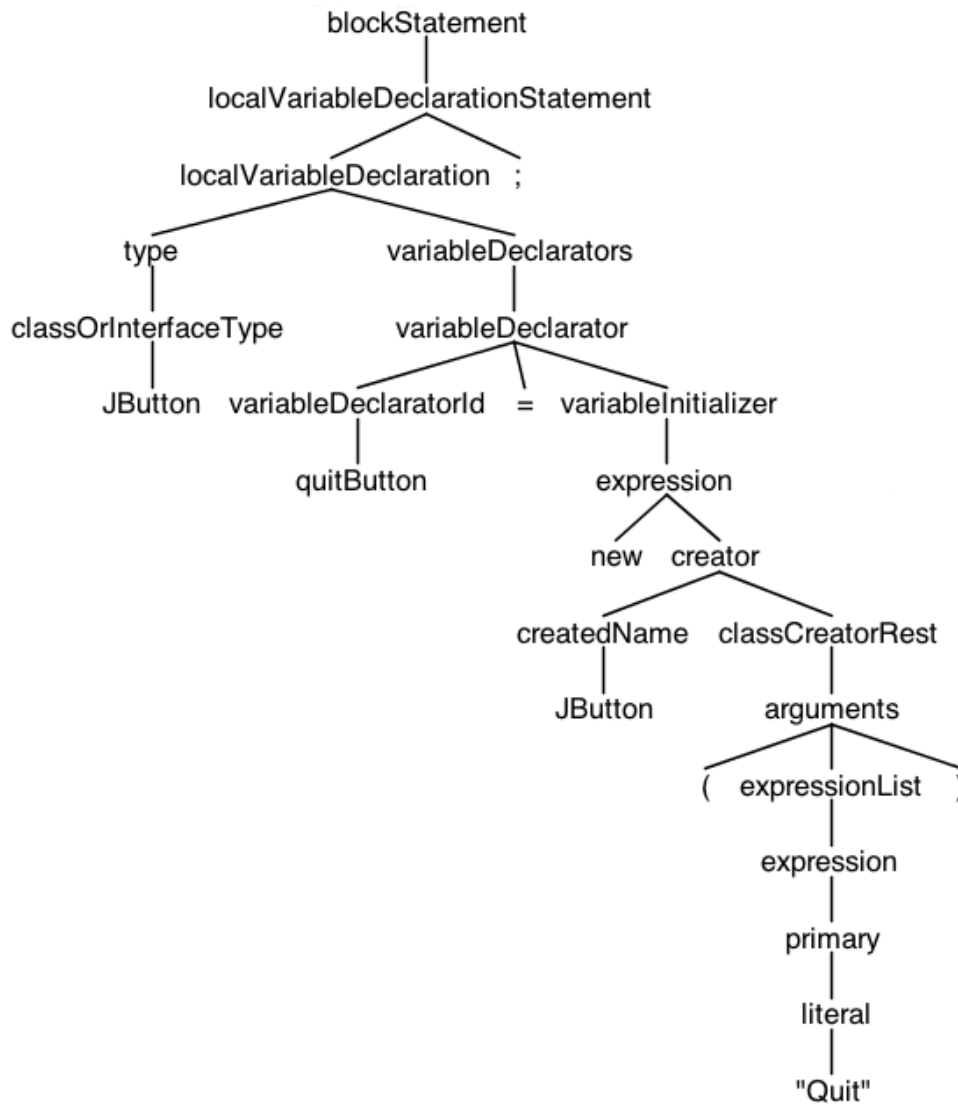 blockStatement
localVariableDeclarationStatement
localVariableDeclaration ;
type variableDeclarators
classOrInterfaceType variableDeclarator
JButton variableDeclaratorId = variableInitializer
quitButton expression
new creator
createdName classCreatorRest
JButton arguments
( expressionList )
expression
primary
literal
"Quit"